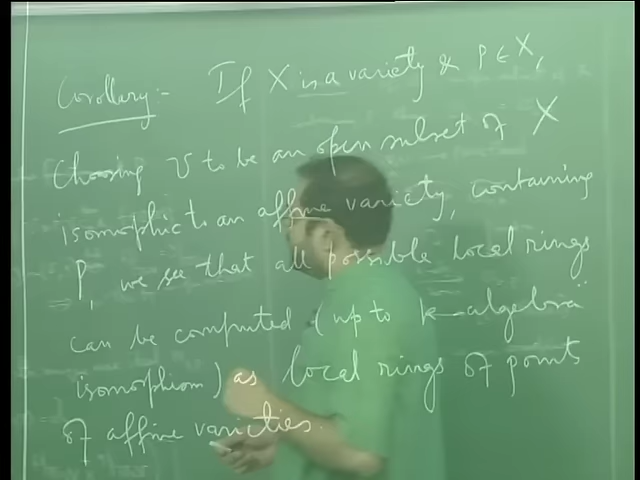 Corollary:- If X is a variety & P ∈ X,
Choosing U to be an open subset of X
isomorphic to an affine variety, containing
P, we see that all possible local rings
can be computed (up to k-algebra
isomorphism) as local rings of points
of affine varieties.